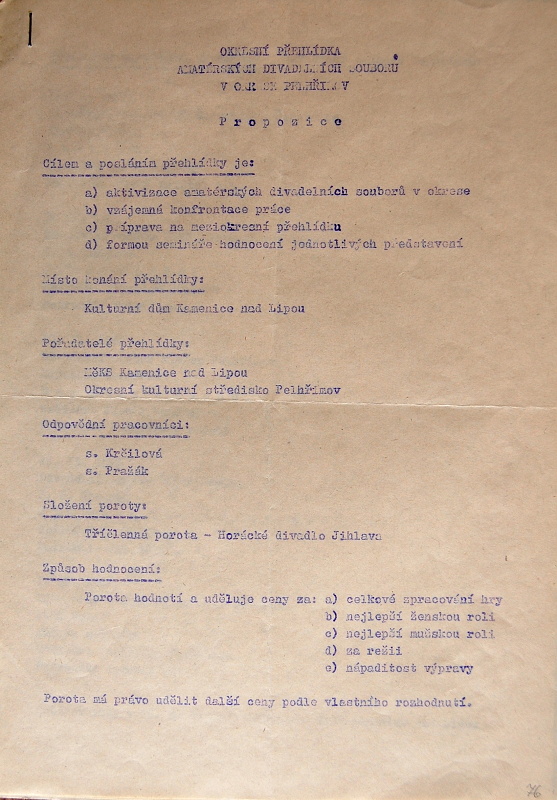 OKRESNÍ PŘEHLÍDKA
AMATÉRSKÝCH DIVADELNÍCH SOUBORŮ
V OKRESE PELHŘIMOV
P r o p o z i c e
Cílem a posláním přehlídky je:
a) aktivizace amatérských divadelních souborů v okrese
b) vzájemná konfrontace práce
c) příprava na meziokresní přehlídku
d) formou semináře hodnocení jednotlivých představení
Místo konání přehlídky:
Kulturní dům Kamenice nad Lipou
Pořadatelé přehlídky:
MěKS Kamenice nad Lipou
Okresní kulturní středisko Pelhřimov
Odpovědní pracovníci:
s. Krčilová
s. Pražák
Složení poroty:
Tříčlenná porota - Horácké divadlo Jihlava
Způsob hodnocení:
Porota hodnotí a uděluje ceny za: a) celkové zpracování hry
b) nejlepší ženskou roli
c) nejlepší mužskou roli
d) za režii
e) nápaditost výpravy
Porota má právo udělit další ceny podle vlastního rozhodnutí.
76